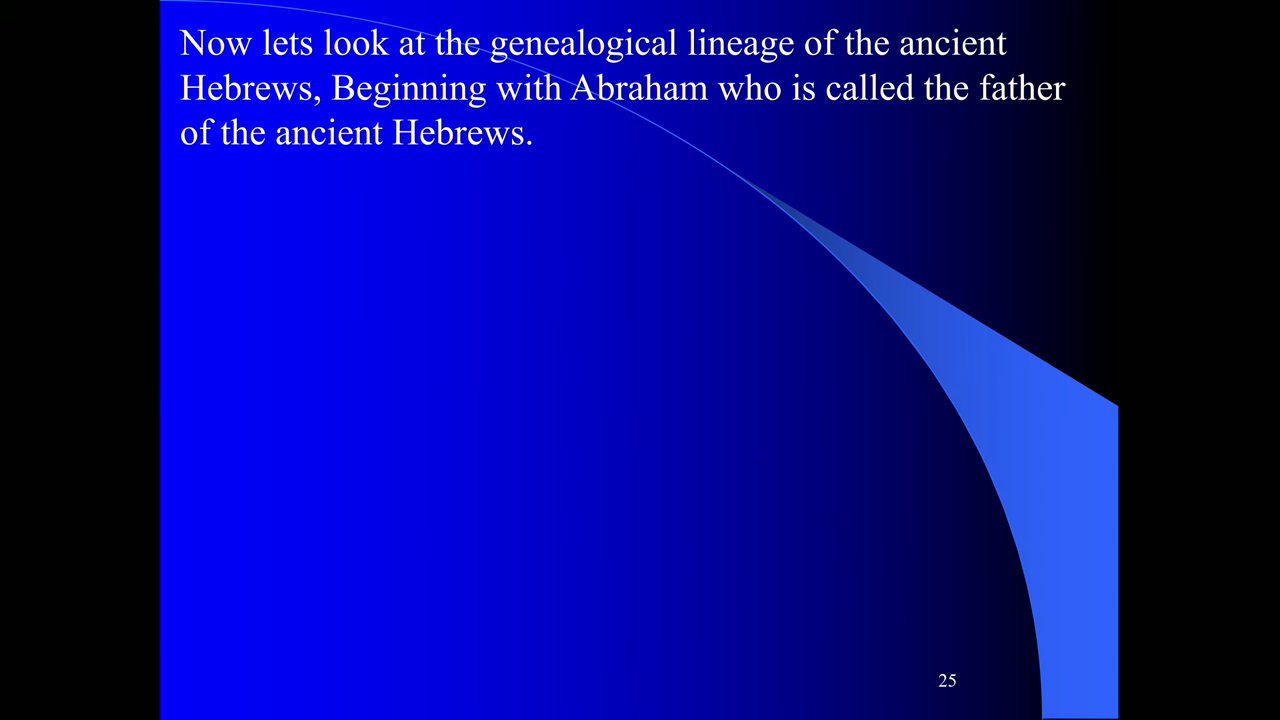 Now lets look at the genealogical lineage of the ancient
Hebrews, Beginning with Abraham who is called the father
of the ancient Hebrews.
25